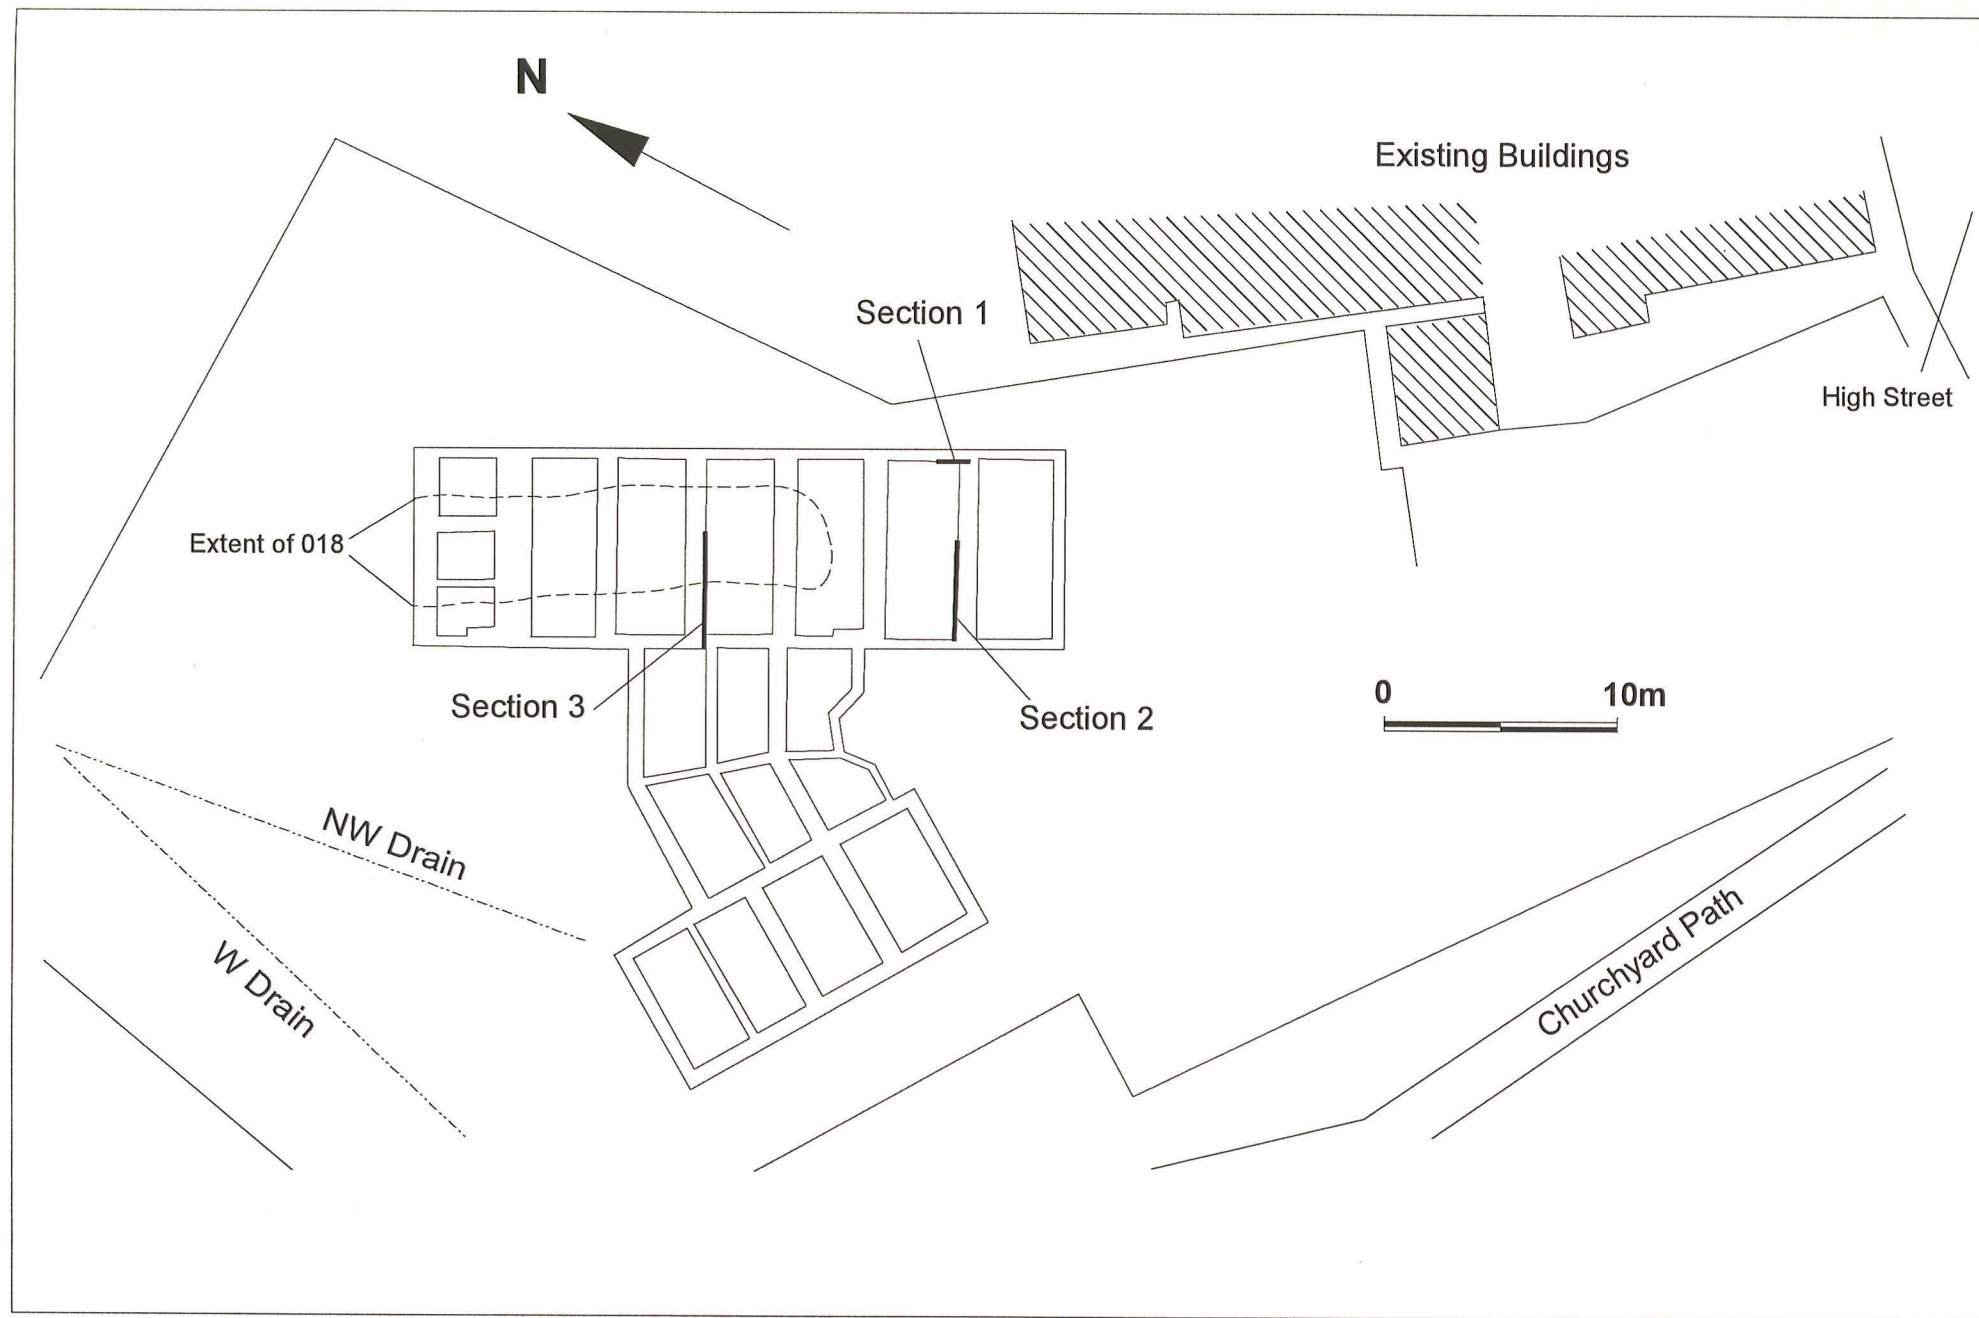 N
Existing Buildings
Section 1
High Street
Extent of 018
0 10m
Section 3
Section 2
NW Drain
W Drain
Churchyard Path